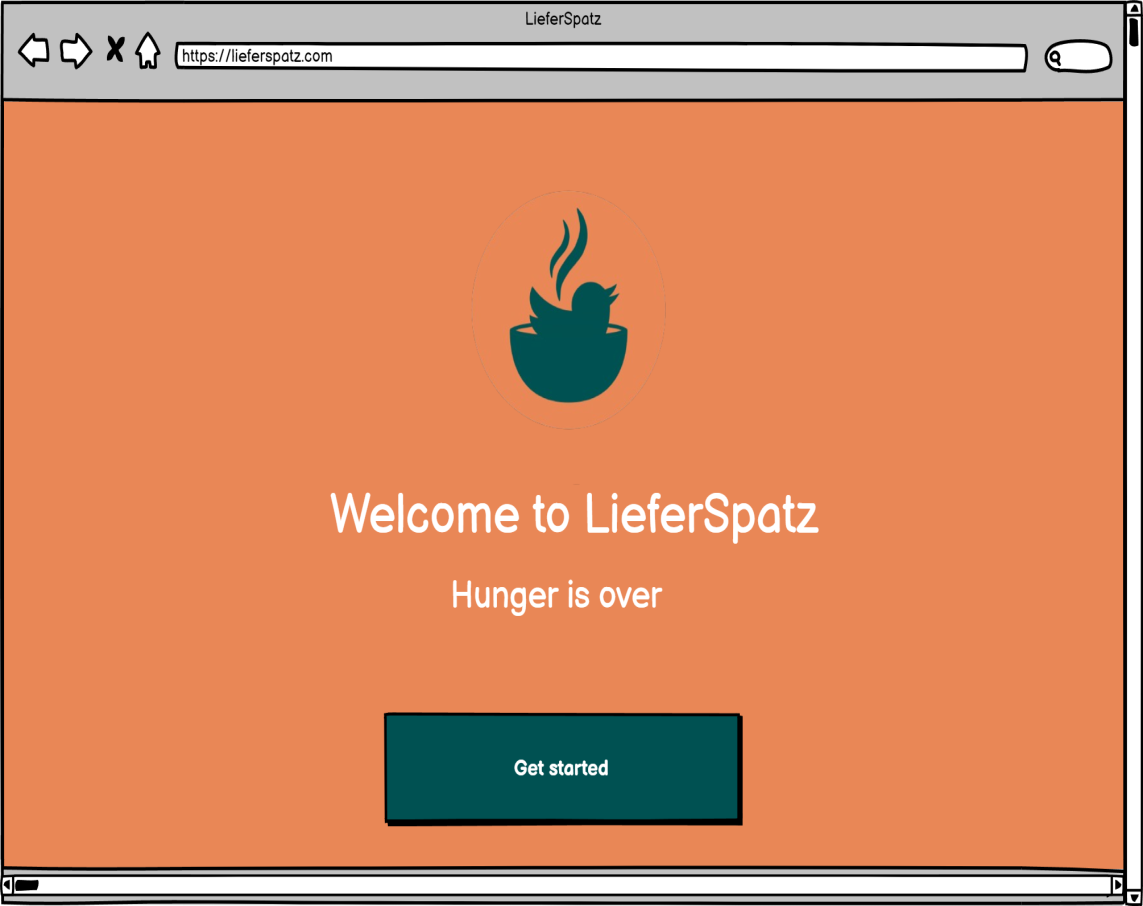 LieferSpatz
https://lieferspatz.com
Welcome to LieferSpatz
Hunger is over
Get started